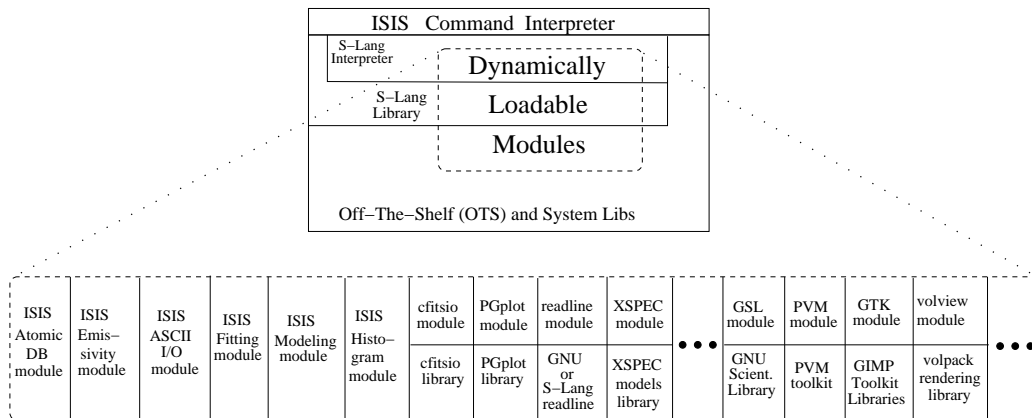 ISIS Command Interpreter
S−Lang
Interpreter
Dynamically
S−Lang
Library
Loadable
Modules
Off−The−Shelf (OTS) and System Libs
ISIS
Atomic
DB
module
ISIS
Emis−
sivity
module
ISIS
ASCII
I/O
module
ISIS
Fitting
module
ISIS
Modeling
module
ISIS
Histo−
gram
module
cfitsio
module
cfitsio
library
PGplot
module
PGplot
library
readline
module
GNU
or
S−Lang
readline
XSPEC
module
XSPEC
models
library
GSL
module
GNU
Scient.
Library
PVM
module
PVM
toolkit
GTK
module
GIMP
Toolkit
Libraries
volview
module
volpack
rendering
library